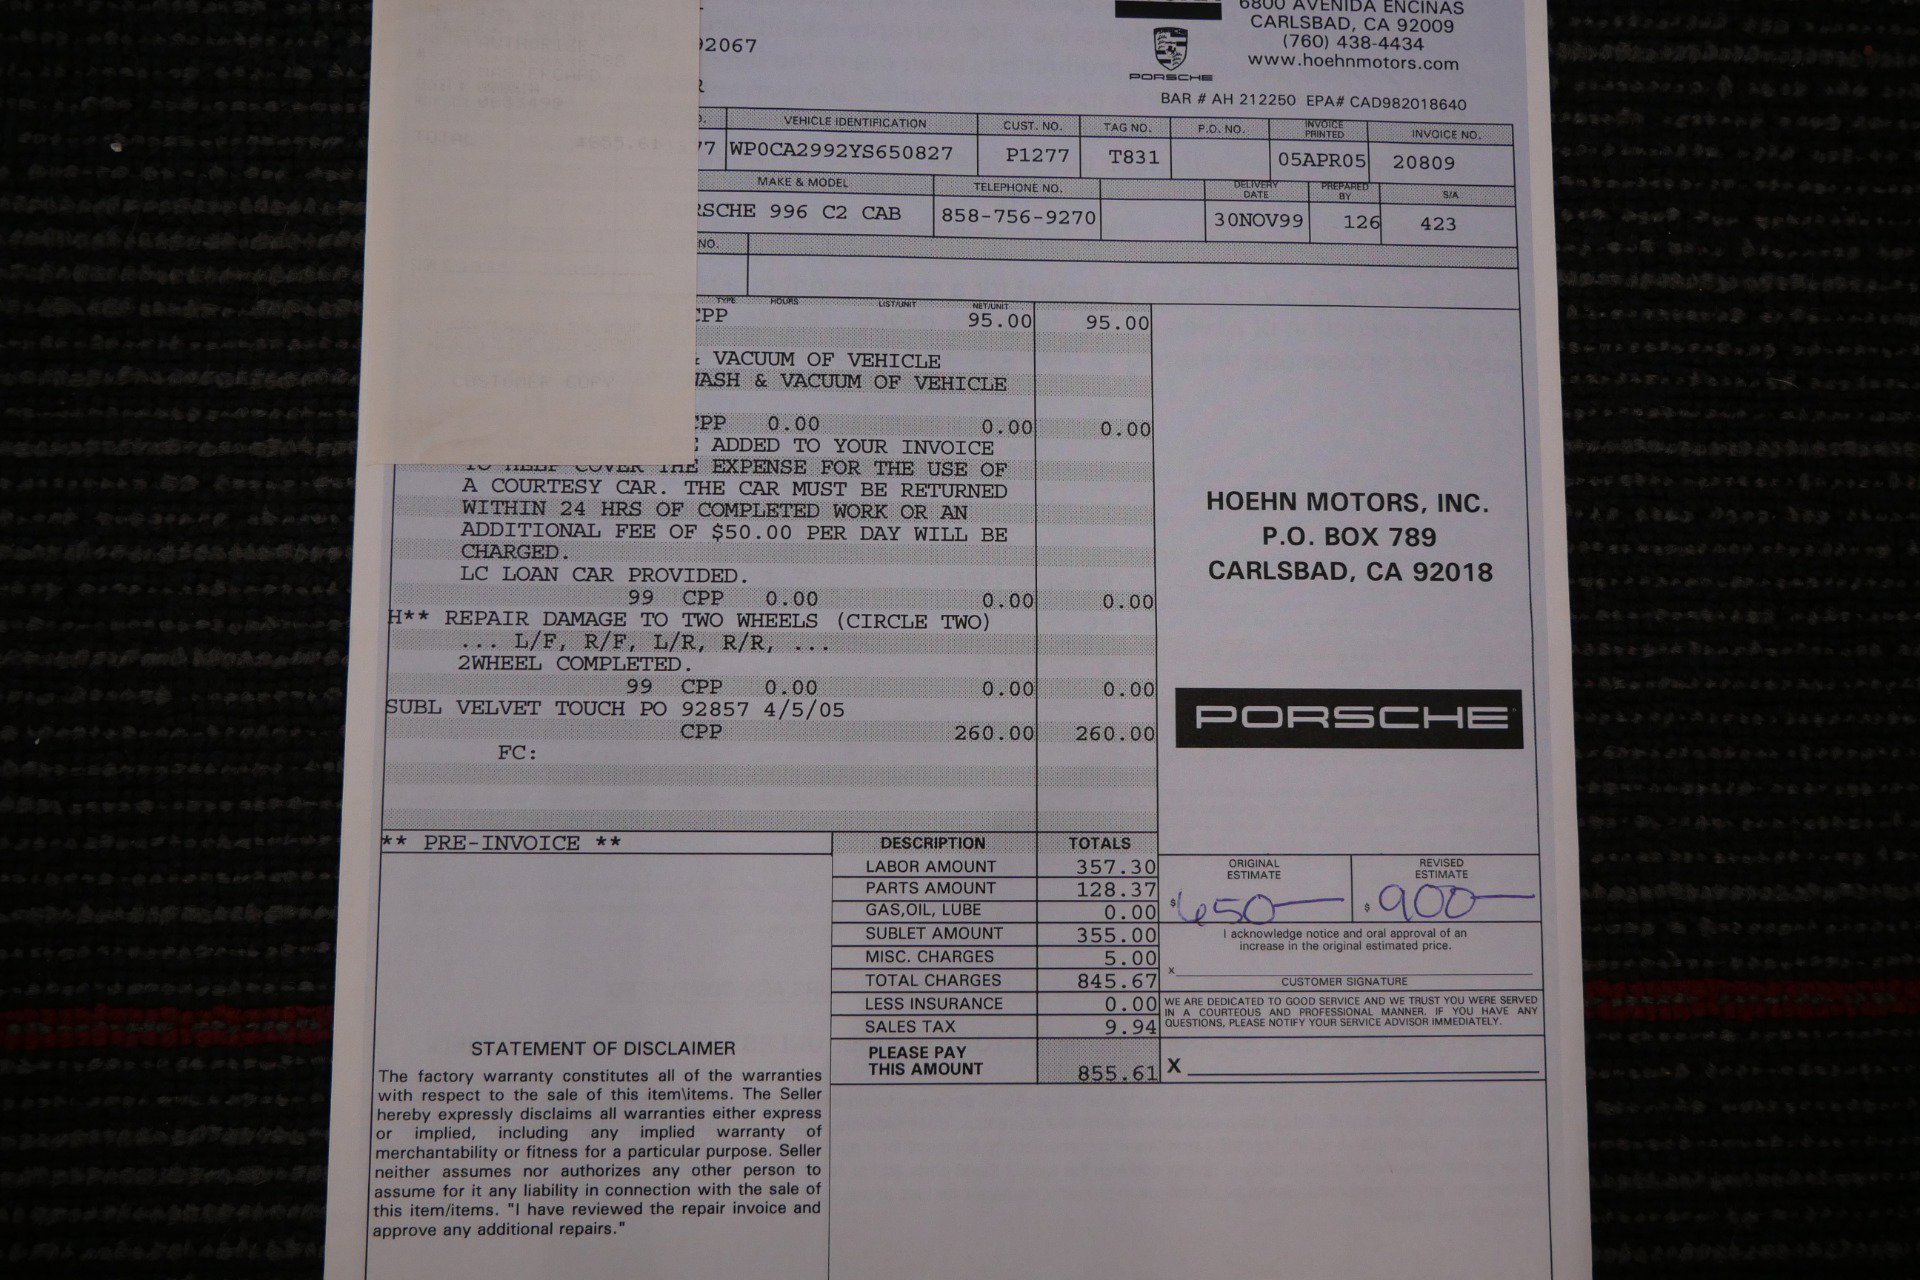 6800 AVENIDA ENCINAS
CARLSBAD, CA 92009
(760) 438-4434
www.hoehnmotors.com
PORSCHE
BAR # AH 212250 EPA# CAD982018640
92067
VEHICLE IDENTIFICATION CUST. NO. TAG NO. P.O. NO. INVOICE PRINTED INVOICE NO.
77 WP0CA2992YS650827 P1277 T831 05APR05 20809
MAKE & MODEL TELEPHONE NO. DELIVERY DATE PREPARED BY S/A
RSCHE 996 C2 CAB 858-756-9270 30NOV99 126 423
NO.
TYPE HOURS LIST/UNIT NET/UNIT
CPP 95.00 95.00
& VACUUM OF VEHICLE
WASH & VACUUM OF VEHICLE
CPP 0.00 0.00 0.00
ADDED TO YOUR INVOICE
TO HELP COVER THE EXPENSE FOR THE USE OF
A COURTESY CAR. THE CAR MUST BE RETURNED
WITHIN 24 HRS OF COMPLETED WORK OR AN
ADDITIONAL FEE OF $50.00 PER DAY WILL BE
CHARGED.
LC LOAN CAR PROVIDED.
99 CPP 0.00 0.00 0.00
H** REPAIR DAMAGE TO TWO WHEELS (CIRCLE TWO)
... L/F, R/F, L/R, R/R, ...
2WHEEL COMPLETED.
99 CPP 0.00 0.00 0.00
SUBL VELVET TOUCH PO 92857 4/5/05
CPP 260.00 260.00
FC:
HOEHN MOTORS, INC.
P.O. BOX 789
CARLSBAD, CA 92018
PORSCHE
** PRE-INVOICE **
DESCRIPTION TOTALS
LABOR AMOUNT 357.30
PARTS AMOUNT 128.37
GAS,OIL, LUBE 0.00
SUBLET AMOUNT 355.00
MISC. CHARGES 5.00
TOTAL CHARGES 845.67
LESS INSURANCE 0.00
SALES TAX 9.94
PLEASE PAY
THIS AMOUNT 855.61
ORIGINAL ESTIMATE REVISED ESTIMATE
$650 $900
I acknowledge notice and oral approval of an
increase in the original estimated price.
X
CUSTOMER SIGNATURE
WE ARE DEDICATED TO GOOD SERVICE AND WE TRUST YOU WERE SERVED
IN A COURTEOUS AND PROFESSIONAL MANNER. IF YOU HAVE ANY
QUESTIONS, PLEASE NOTIFY YOUR SERVICE ADVISOR IMMEDIATELY.
X
STATEMENT OF DISCLAIMER
The factory warranty constitutes all of the warranties
with respect to the sale of this item\items. The Seller
hereby expressly disclaims all warranties either express
or implied, including any implied warranty of
merchantability or fitness for a particular purpose. Seller
neither assumes nor authorizes any other person to
assume for it any liability in connection with the sale of
this item/items. "I have reviewed the repair invoice and
approve any additional repairs."
TOTAL
CUSTOMER COPY